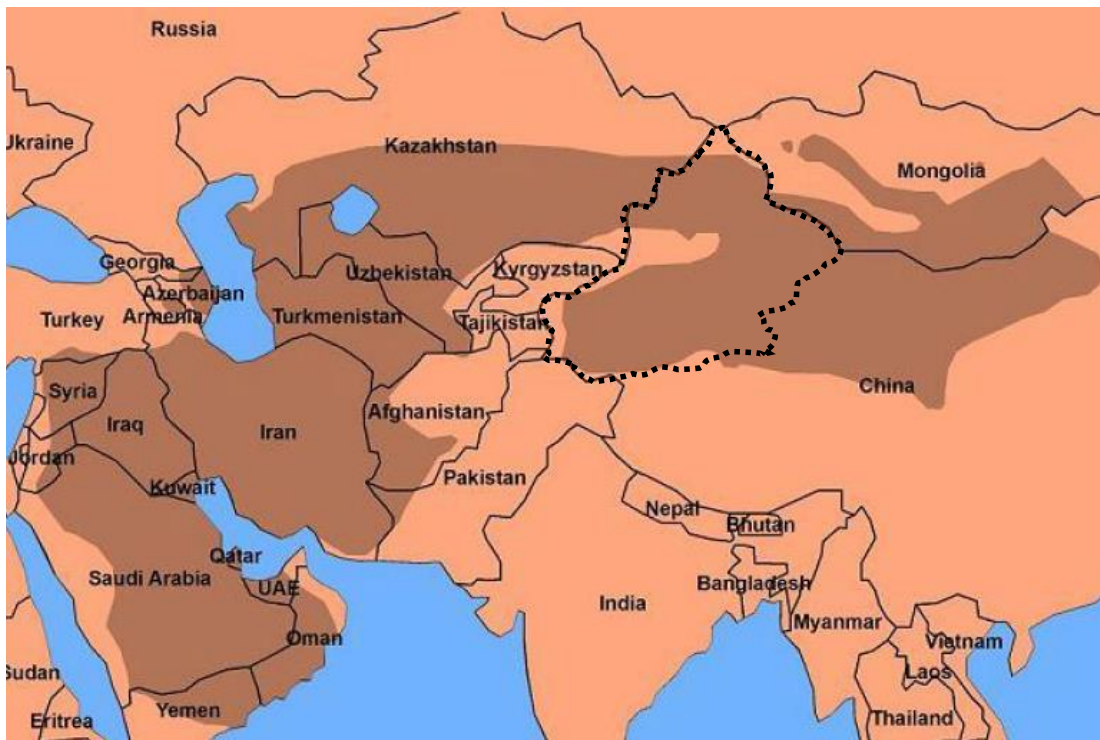 Russia
Ukraine
Kazakhstan
Mongolia
Georgia
Uzbekistan
Kyrgyzstan
Azerbaijan
Turkey
Armenia
Turkmenistan
Tajikistan
Syria
Afghanistan
China
Iraq
Iran
Jordan
Kuwait
Pakistan
Nepal
Bhutan
Qatar
Saudi Arabia
UAE
Bangladesh
India
Myanmar
Oman
Vietnam
Sudan
Laos
Yemen
Eritrea
Thailand